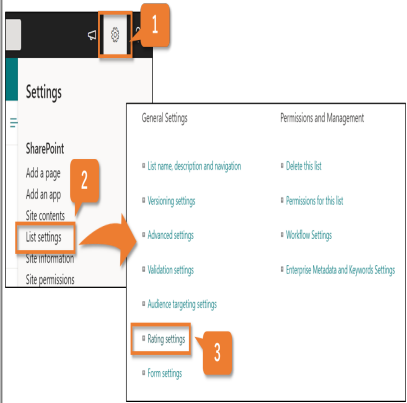 1
Settings
SharePoint
Add a page
Add an app
Site contents
List settings
Site information
Site permissions
2
General Settings
List name, description and navigation
Versioning settings
Advanced settings
Validation settings
Audience targeting settings
Rating settings
Form settings
3
Permissions and Management
Delete this list
Permissions for this list
Workflow Settings
Enterprise Metadata and Keywords Settings